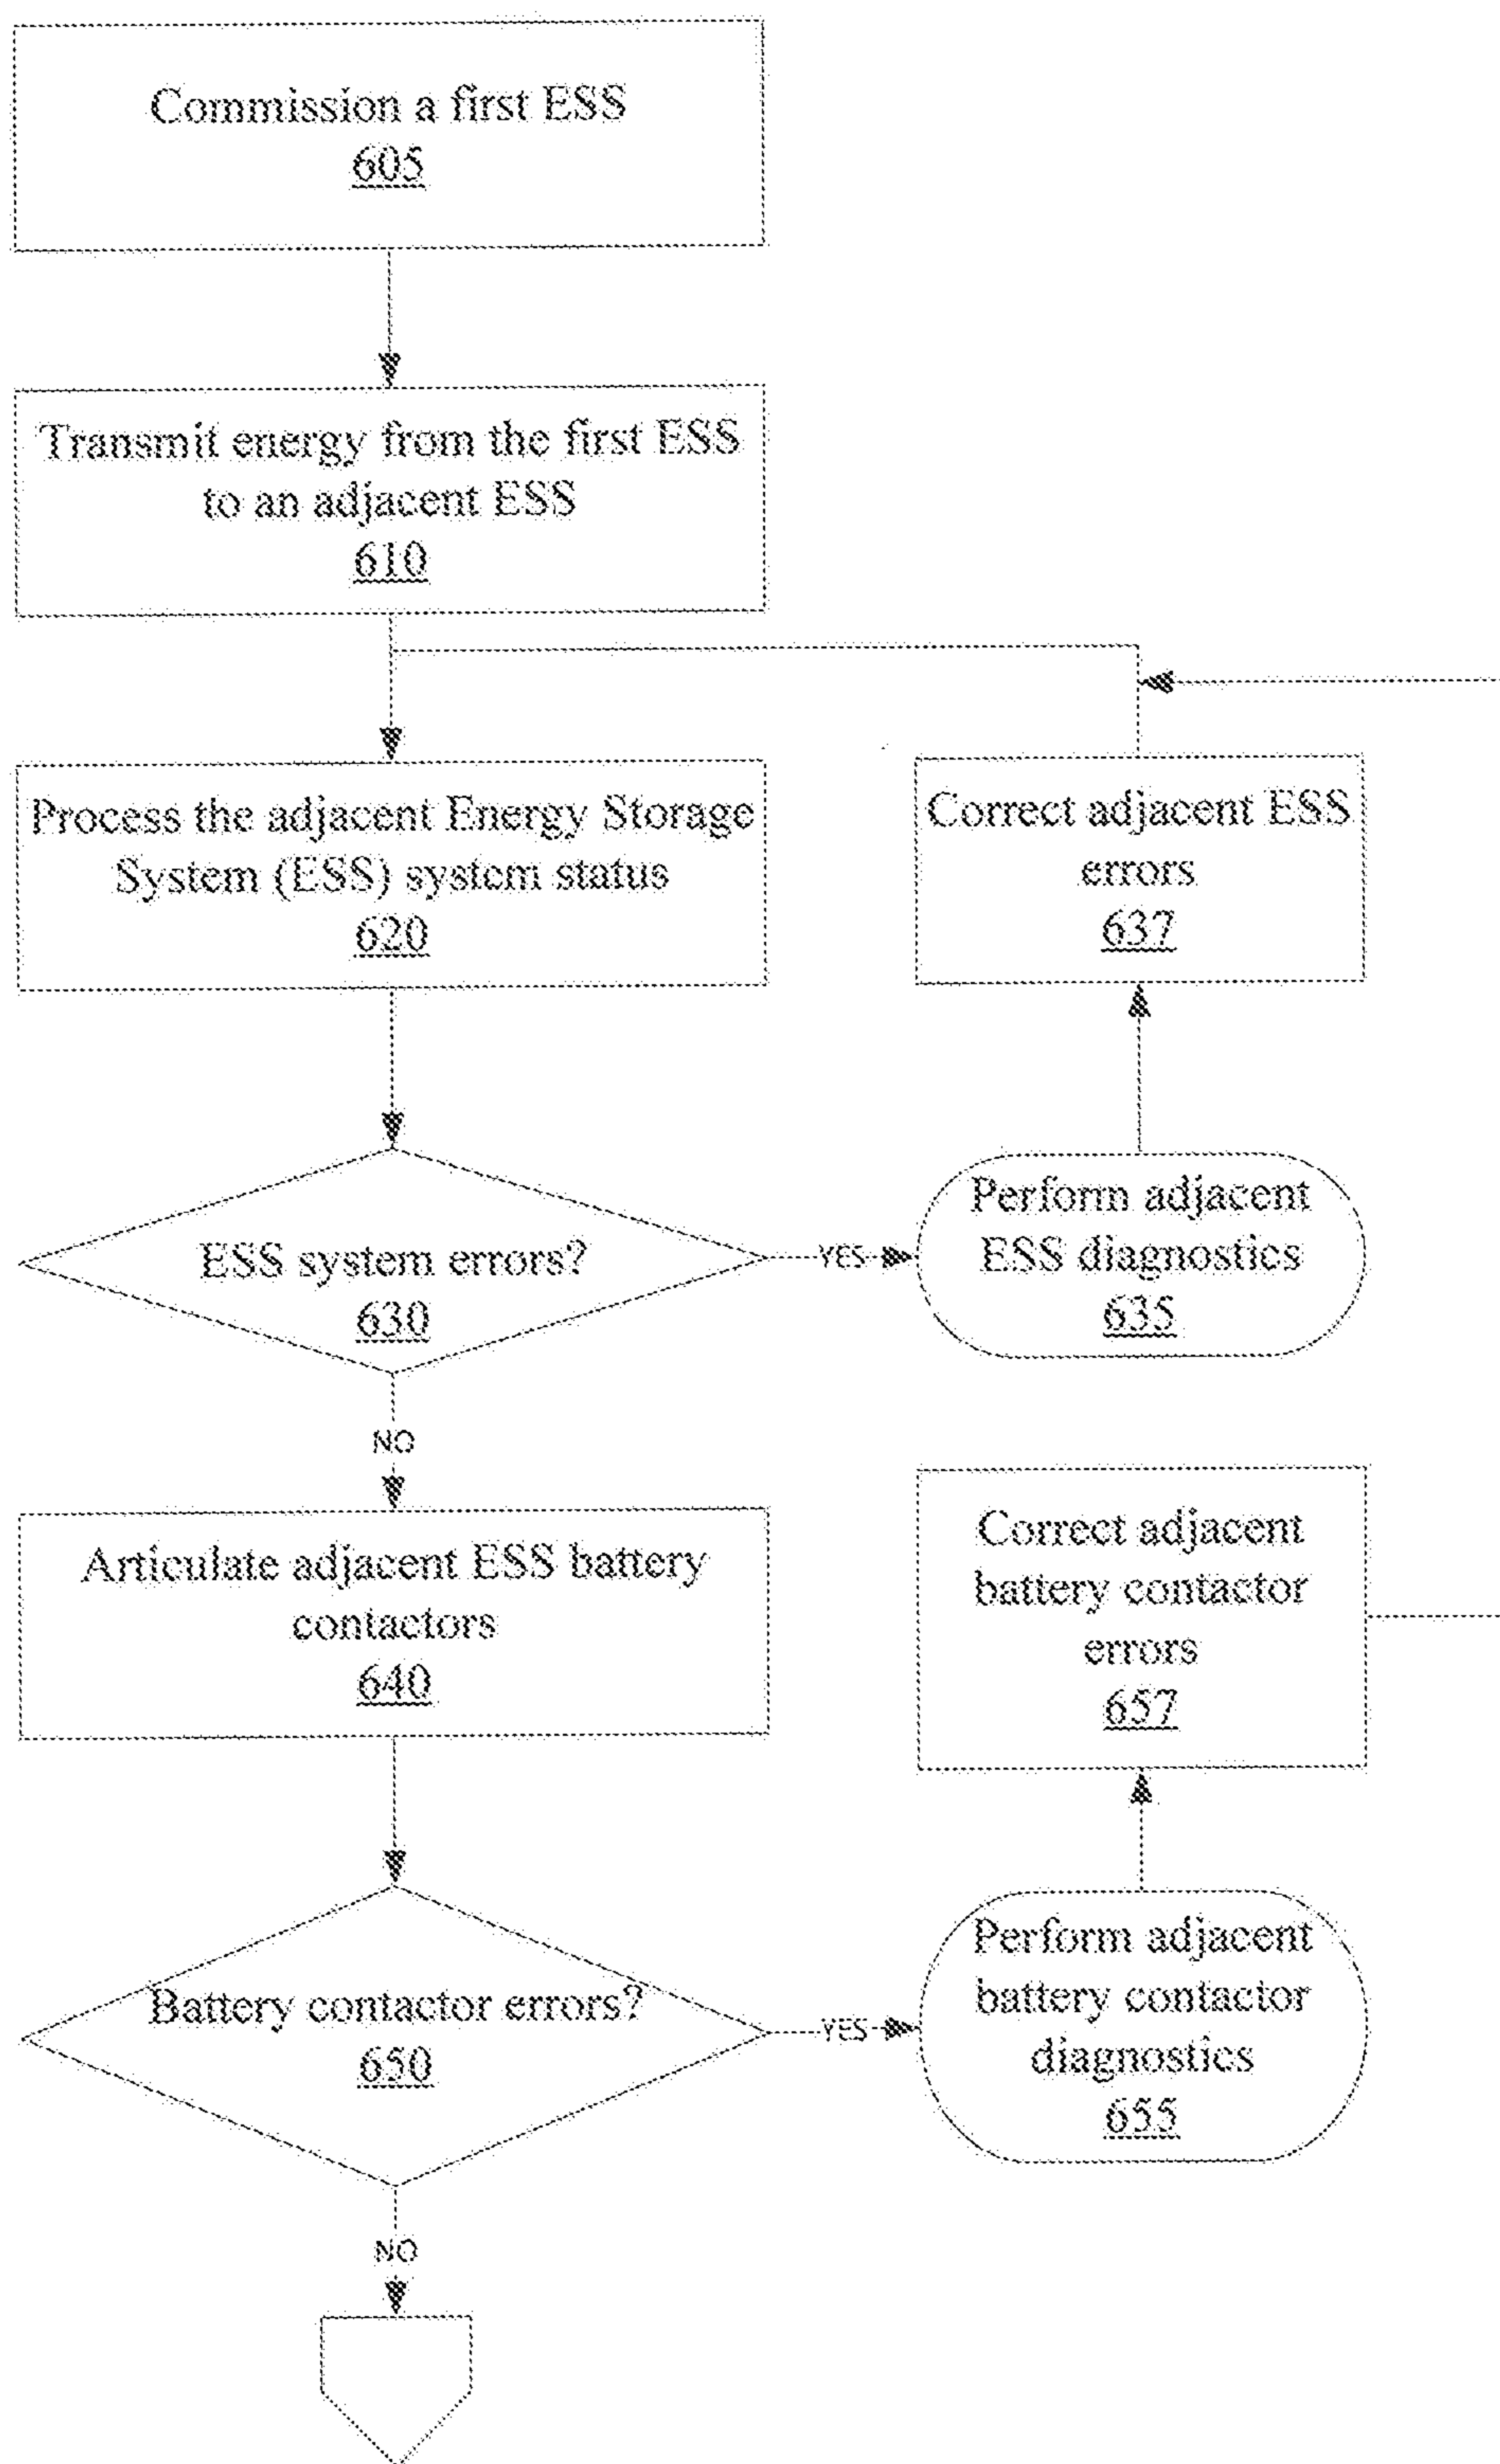 Commission a first ESS
605
Transmit energy from the first ESS
to an adjacent ESS
610
Process the adjacent Energy Storage
System (ESS) system status
620
Correct adjacent ESS
errors
637
ESS system errors?
630
YES
Perform adjacent
ESS diagnostics
635
NO
Articulate adjacent ESS battery
contactors
640
Correct adjacent
battery contactor
errors
657
Battery contactor errors?
650
YES
Perform adjacent
battery contactor
diagnostics
655
NO